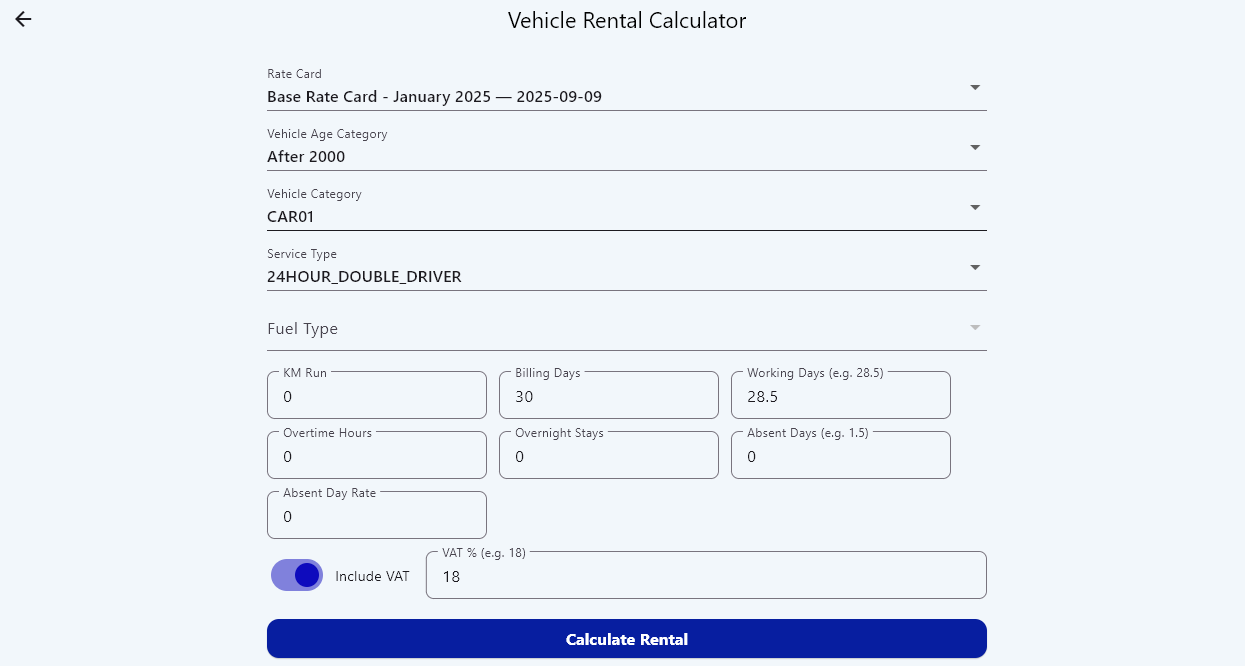 Vehicle Rental Calculator
Rate Card
Base Rate Card - January 2025 — 2025-09-09
Vehicle Age Category
After 2000
Vehicle Category
CAR01
Service Type
24HOUR_DOUBLE_DRIVER
Fuel Type
KM Run Billing Days Working Days (e.g. 28.5)
0 30 28.5
Overtime Hours Overnight Stays Absent Days (e.g. 1.5)
0 0 0
Absent Day Rate
0
VAT % (e.g. 18)
Include VAT 18
Calculate Rental